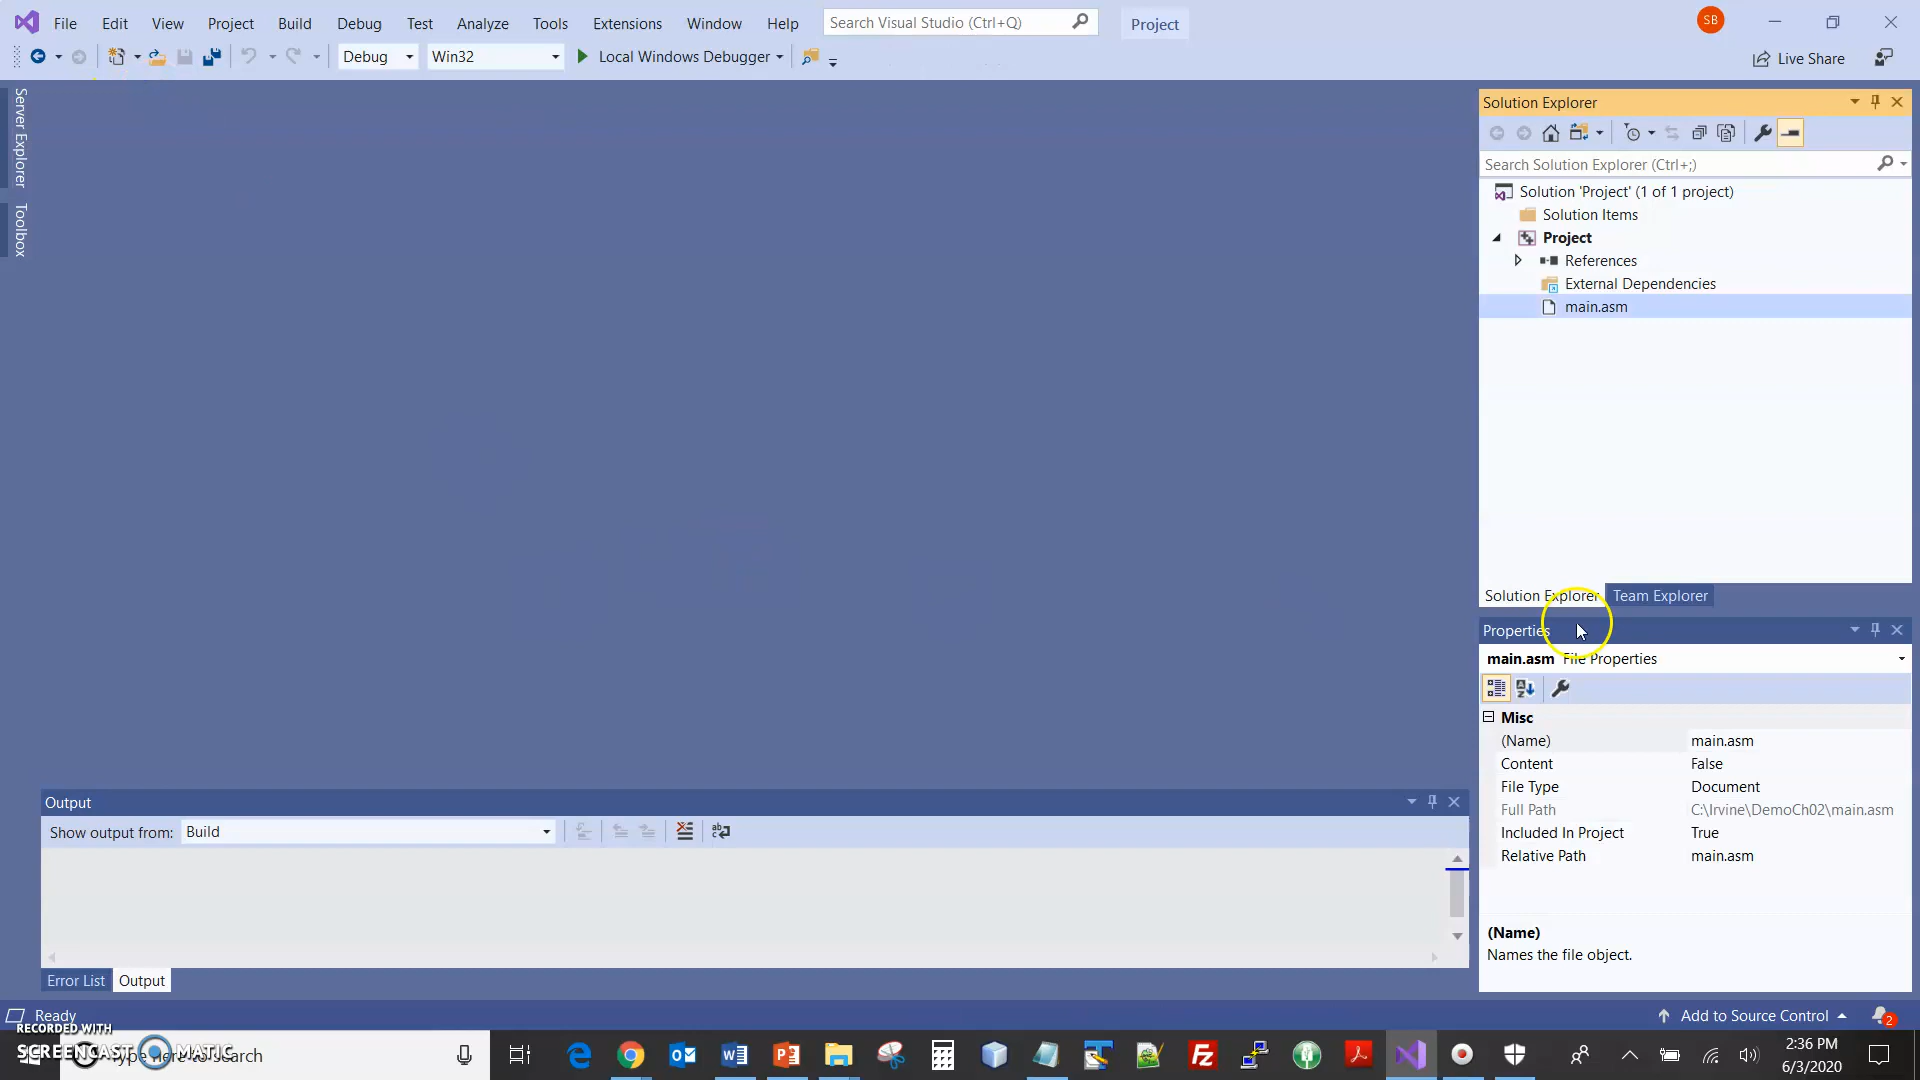 File Edit View Project Build Debug Test Analyze Tools Extensions Window Help Search Visual Studio (Ctrl+Q) Project SB
Debug Win32 Local Windows Debugger Live Share
Server Explorer
Toolbox
Solution Explorer
Search Solution Explorer (Ctrl+;)
Solution 'Project' (1 of 1 project)
Solution Items
Project
References
External Dependencies
main.asm
Solution Explorer Team Explorer
Properties
main.asm File Properties
Misc
(Name) main.asm
Content False
File Type Document
Full Path C:\Irvine\DemoCh02\main.asm
Included In Project True
Relative Path main.asm
(Name)
Names the file object.
Output
Show output from: Build
Error List Output
Ready
Add to Source Control 2
RECORDED WITH
SCREENCAST MATIC
Type here to search
2:36 PM
6/3/2020